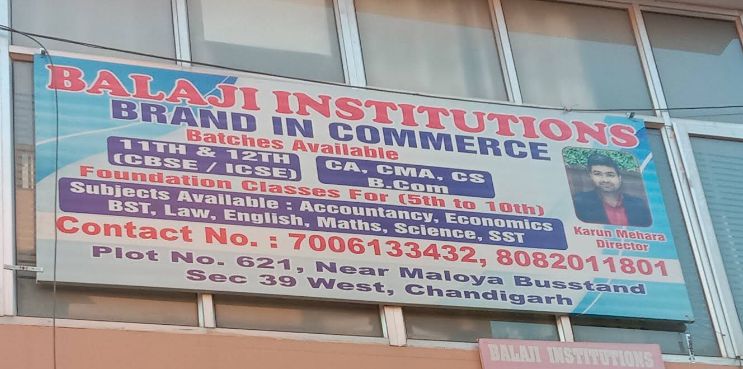 BALAJI INSTITUTIONS
BRAND IN COMMERCE
Batches Available
11TH & 12TH
(CBSE / ICSE)
CA, CMA, CS
B.Com
Foundation Classes For (5th to 10th)
Subjects Available : Accountancy, Economics
BST, Law, English, Maths, Science, SST
Karun Mehara
Director
Contact No. : 7006133432, 8082011801
Plot No. 621, Near Maloya Busstand
Sec 39 West, Chandigarh
BALAJI INSTITUTIONS